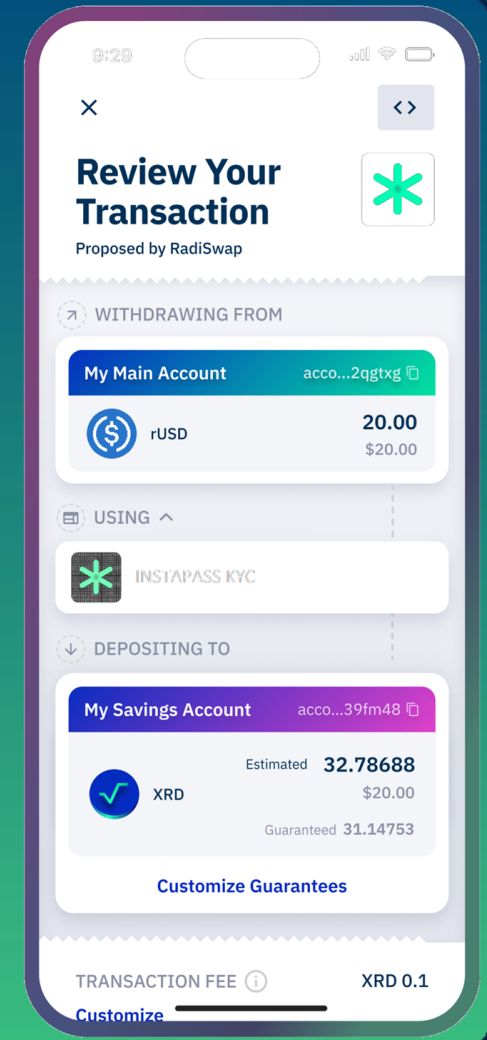 9:29
Review Your
Transaction
Proposed by RadiSwap
WITHDRAWING FROM
My Main Account acco...2qgtxg
rUSD 20.00
$20.00
USING
INSTAPASS KYC
DEPOSITING TO
My Savings Account acco...39fm48
Estimated 32.78688
XRD $20.00
Guaranteed 31.14753
Customize Guarantees
TRANSACTION FEE XRD 0.1
Customize